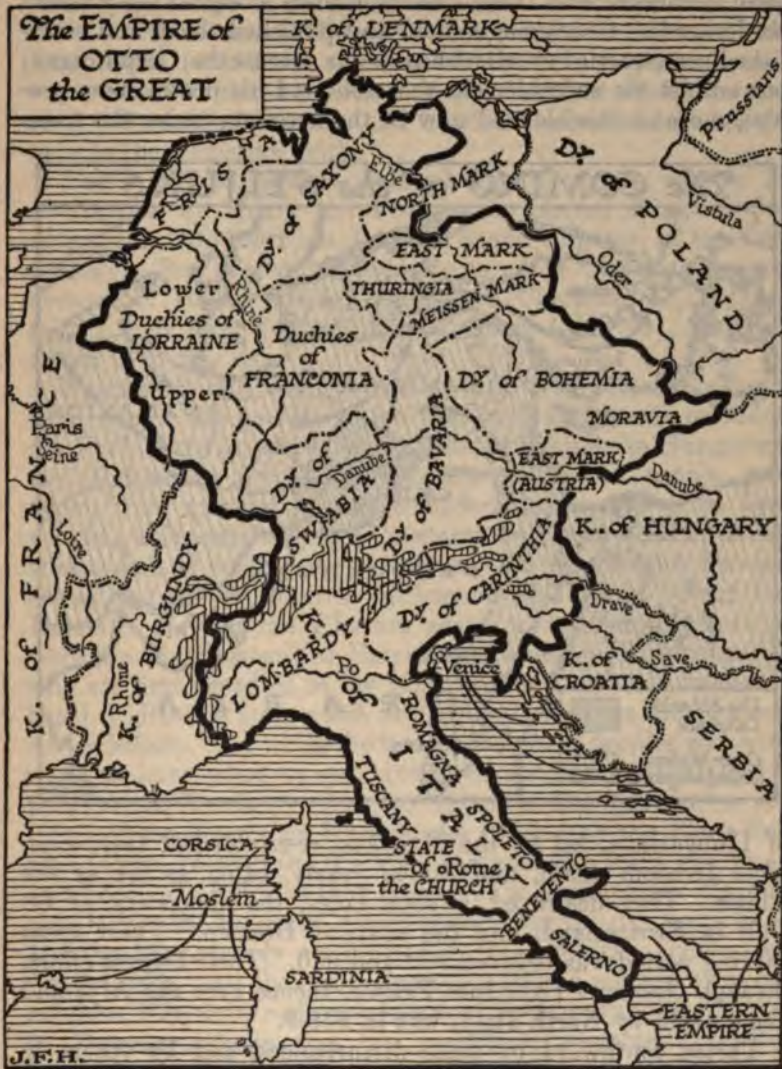 The EMPIRE of
OTTO
the GREAT
K. of DENMARK
Prussians
FRISIA
Dy. of SAXONY
Elbe
NORTH MARK
Dy. of POLAND
Vistula
Oder
EAST MARK
THURINGIA
MEISSEN MARK
Lower
Duchies of
LORRAINE
Upper
Rhine
Duchies
of
FRANCONIA
Dy. of BOHEMIA
MORAVIA
K. of FRANCE
Paris
Seine
Loire
Dy. of
SWABIA
Danube
Dy. of BAVARIA
EAST MARK
(AUSTRIA)
Danube
K. of HUNGARY
K. of BURGUNDY
Rhone
Dy. of CARINTHIA
Drave
Save
K. of
CROATIA
SERBIA
LOMBARDY
K. of
ITALY
Po
Venice
ROMAGNA
TUSCANY
SPOLETO
STATE
of Rome
the CHURCH
BENEVENTO
SALERNO
CORSICA
Moslem
SARDINIA
EASTERN
EMPIRE
J.F.H.